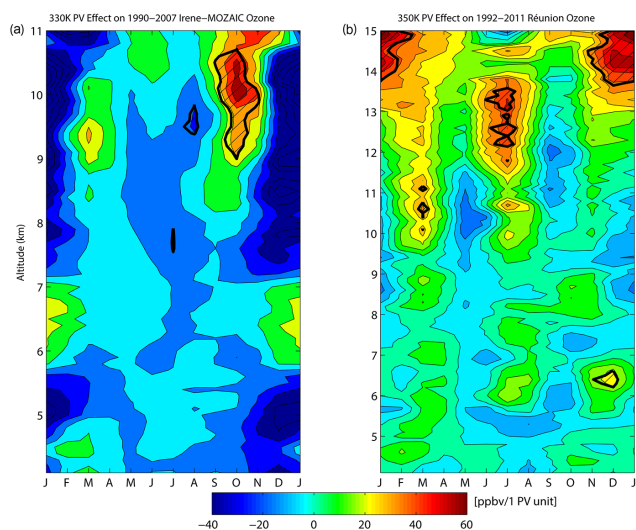 330K PV Effect on 1990−2007 Irene−MOZAIC Ozone
350K PV Effect on 1992−2011 Réunion Ozone
(a)
(b)
11
10
9
8
7
6
5
Altitude (km)
15
14
13
12
11
10
9
8
7
6
5
J F M A M J J A S O N D J
J F M A M J J A S O N D J
[ppbv/1 PV unit]
−40 −20 0 20 40 60